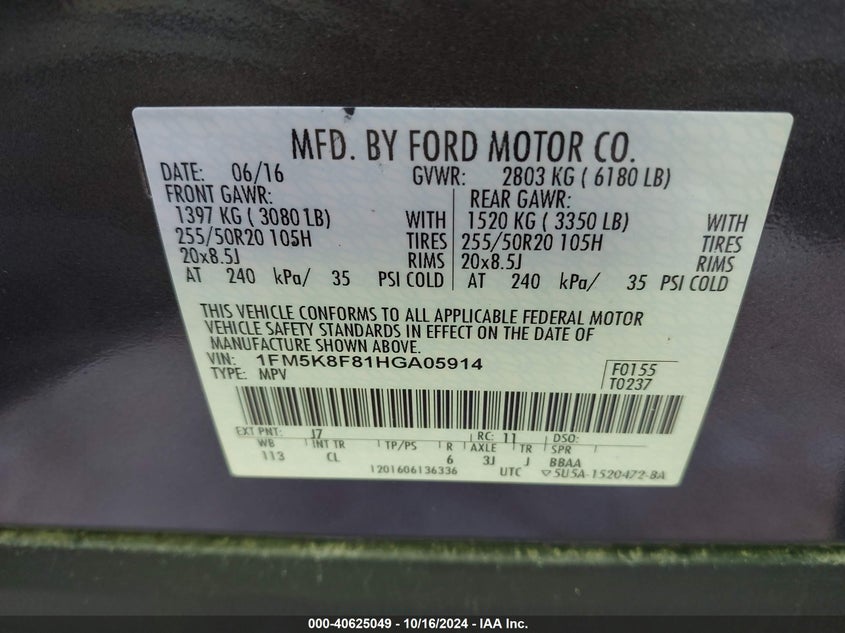 MFD. BY FORD MOTOR CO.
DATE: 06/16 GVWR: 2803 KG ( 6180 LB)
FRONT GAWR: REAR GAWR:
1397 KG ( 3080 LB) WITH 1520 KG ( 3350 LB) WITH
255/50R20 105H TIRES 255/50R20 105H TIRES
20x8.5J RIMS 20x8.5J RIMS
AT 240 kPa/ 35 PSI COLD AT 240 kPa/ 35 PSI COLD
THIS VEHICLE CONFORMS TO ALL APPLICABLE FEDERAL MOTOR
VEHICLE SAFETY STANDARDS IN EFFECT ON THE DATE OF
MANUFACTURE SHOWN ABOVE.
VIN: 1FM5K8F81HGA05914
TYPE: MPV
F0155
T0237
EXT PNT: J7 RC: 11 DSO:
WB INT TR TP/PS R AXLE TR SPR
113 CL 6 3J J BBAA
1201606136336 UTC 5U5A-1520472-BA
000-40625049 - 10/16/2024 - IAA Inc.